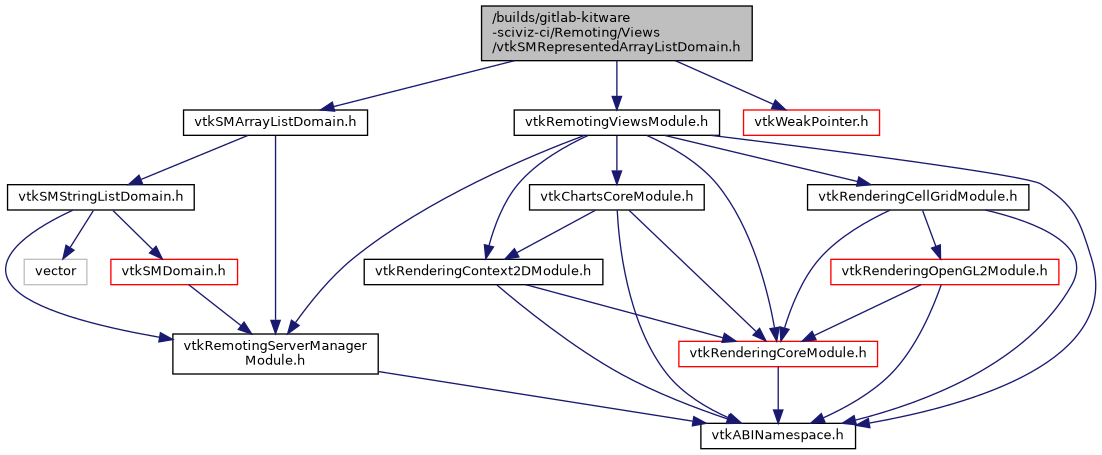 /builds/gitlab-kitware
-sciviz-ci/Remoting/Views
/vtkSMRepresentedArrayListDomain.h
vtkSMArrayListDomain.h
vtkRemotingViewsModule.h
vtkWeakPointer.h
vtkSMStringListDomain.h
vtkChartsCoreModule.h
vtkRenderingCellGridModule.h
vector
vtkSMDomain.h
vtkRenderingContext2DModule.h
vtkRenderingOpenGL2Module.h
vtkRemotingServerManager
Module.h
vtkRenderingCoreModule.h
vtkABINamespace.h